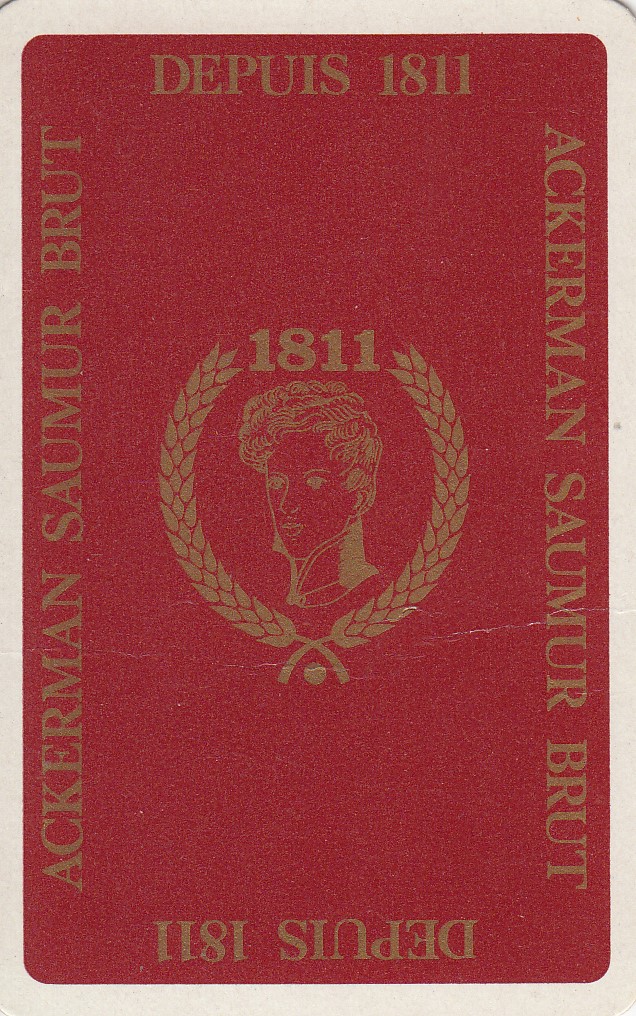 DEPUIS 1811
ACKERMAN SAUMUR BRUT
ACKERMAN SAUMUR BRUT
1811
DEPUIS 1811